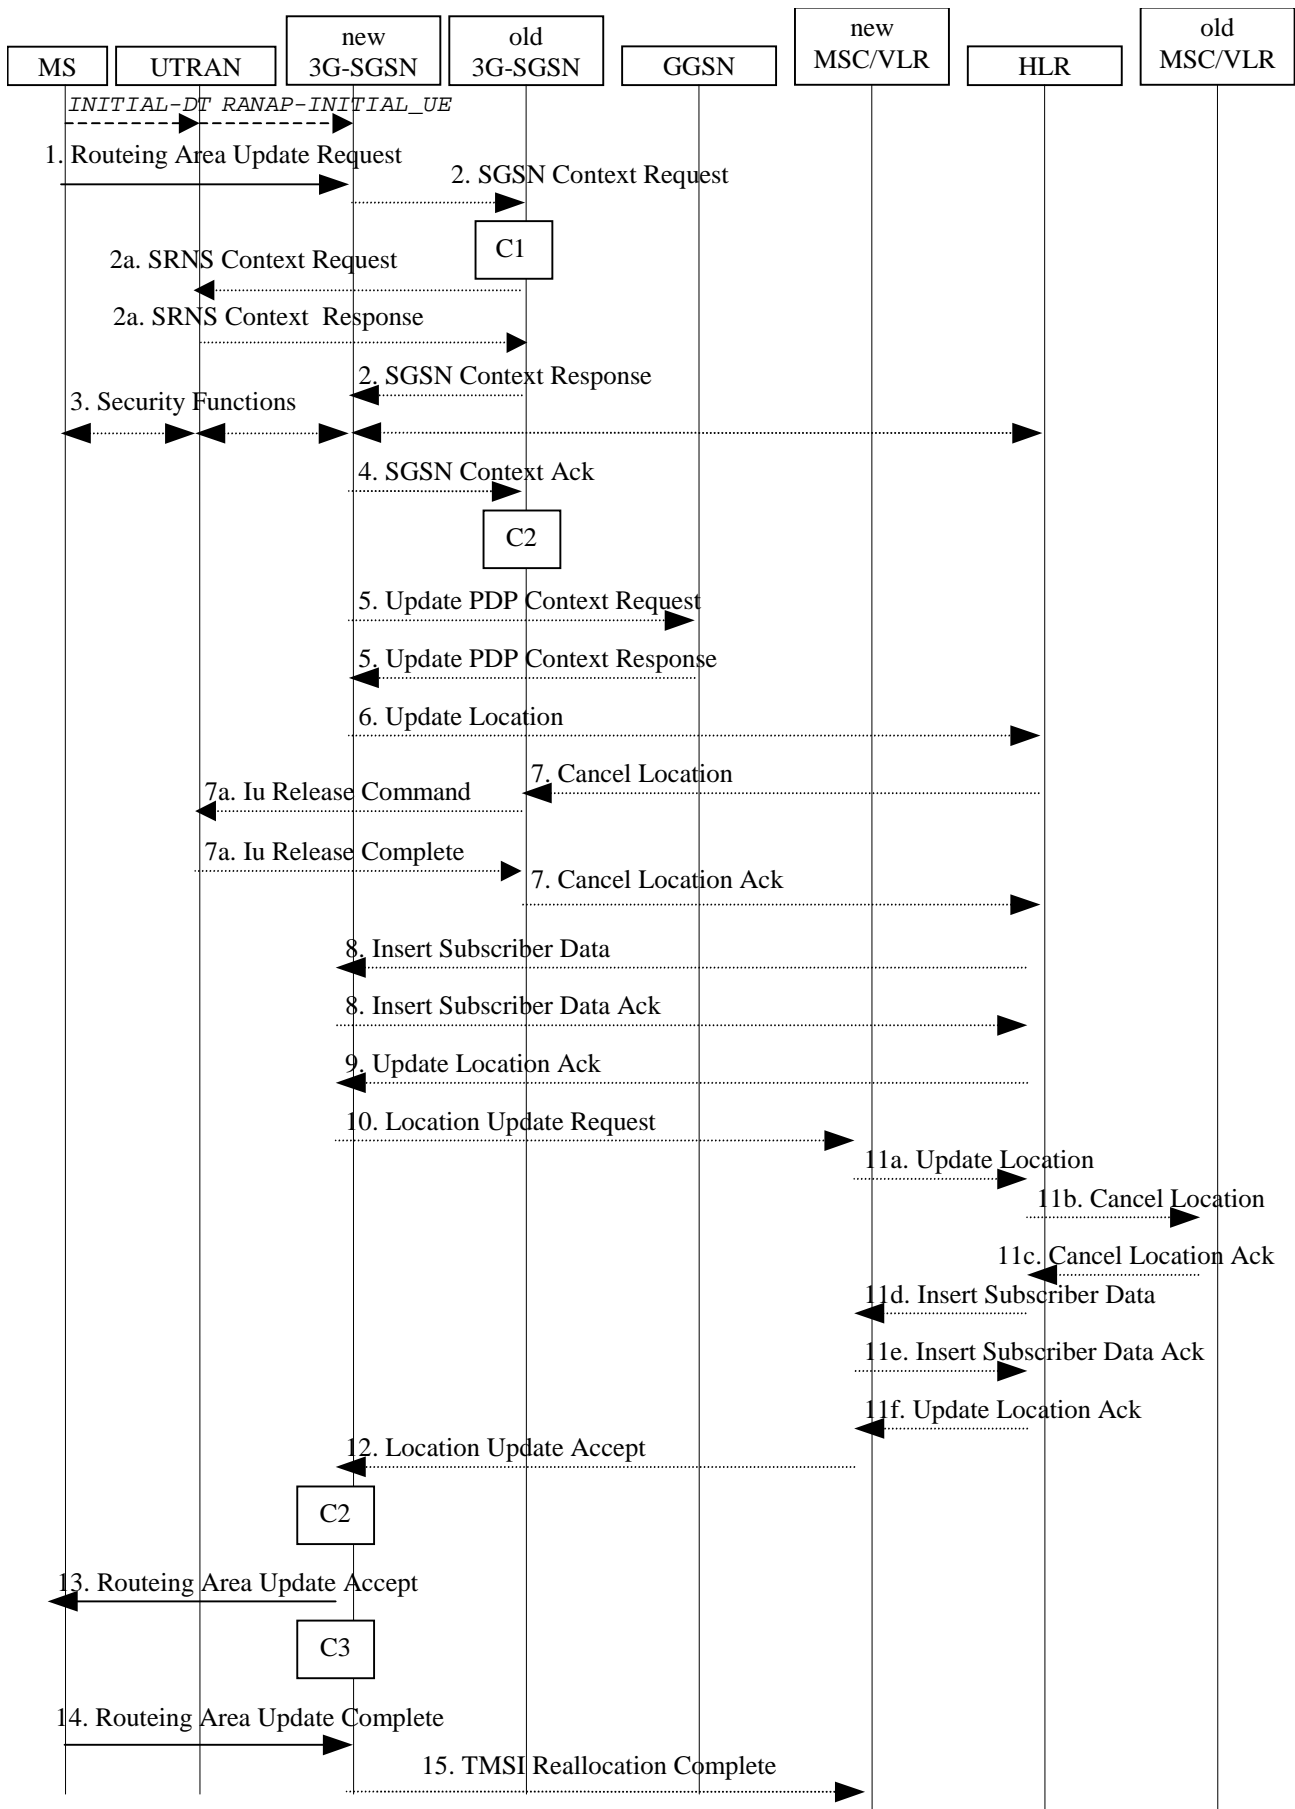 MS
UTRAN
new
3G-SGSN
old
3G-SGSN
GGSN
new
MSC/VLR
HLR
old
MSC/VLR
INITIAL-DT RANAP-INITIAL_UE
1. Routeing Area Update Request
2. SGSN Context Request
C1
2a. SRNS Context Request
2a. SRNS Context  Response
2. SGSN Context Response
3. Security Functions
4. SGSN Context Ack
C2
5. Update PDP Context Request
5. Update PDP Context Response
6. Update Location
7. Cancel Location
7a. Iu Release Command
7a. Iu Release Complete
7. Cancel Location Ack
8. Insert Subscriber Data
8. Insert Subscriber Data Ack
9. Update Location Ack
10. Location Update Request
11a. Update Location
11b. Cancel Location
11c. Cancel Location Ack
11d. Insert Subscriber Data
11e. Insert Subscriber Data Ack
11f. Update Location Ack
12. Location Update Accept
C2
13. Routeing Area Update Accept
C3
14. Routeing Area Update Complete
15. TMSI Reallocation Complete